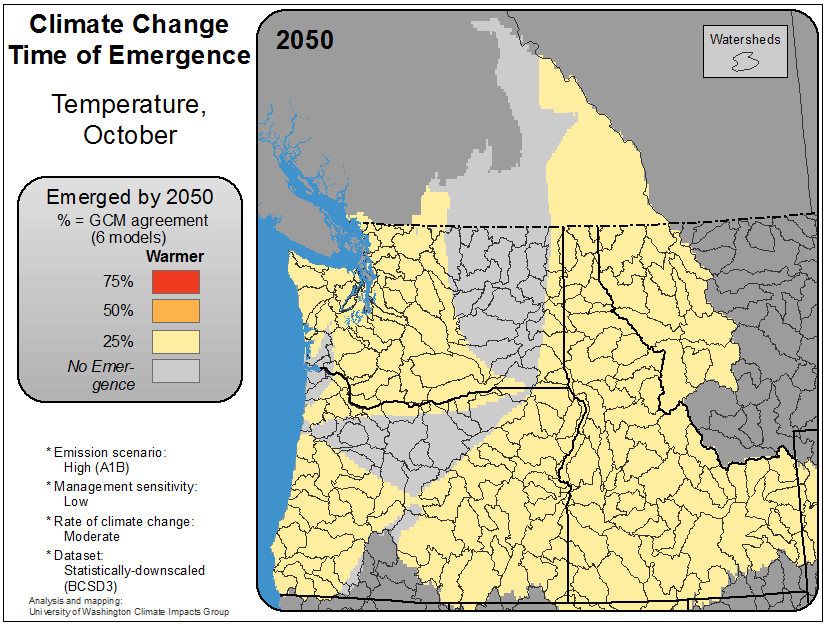 Climate Change
Time of Emergence
Temperature,
October
Emerged by 2050
% = GCM agreement
(6 models)
Warmer
75%
50%
25%
No Emer-
gence
* Emission scenario:
High (A1B)
* Management sensitivity:
Low
* Rate of climate change:
Moderate
* Dataset:
Statistically-downscaled
(BCSD3)
Analysis and mapping:
University of Washington Climate Impacts Group
2050
Watersheds